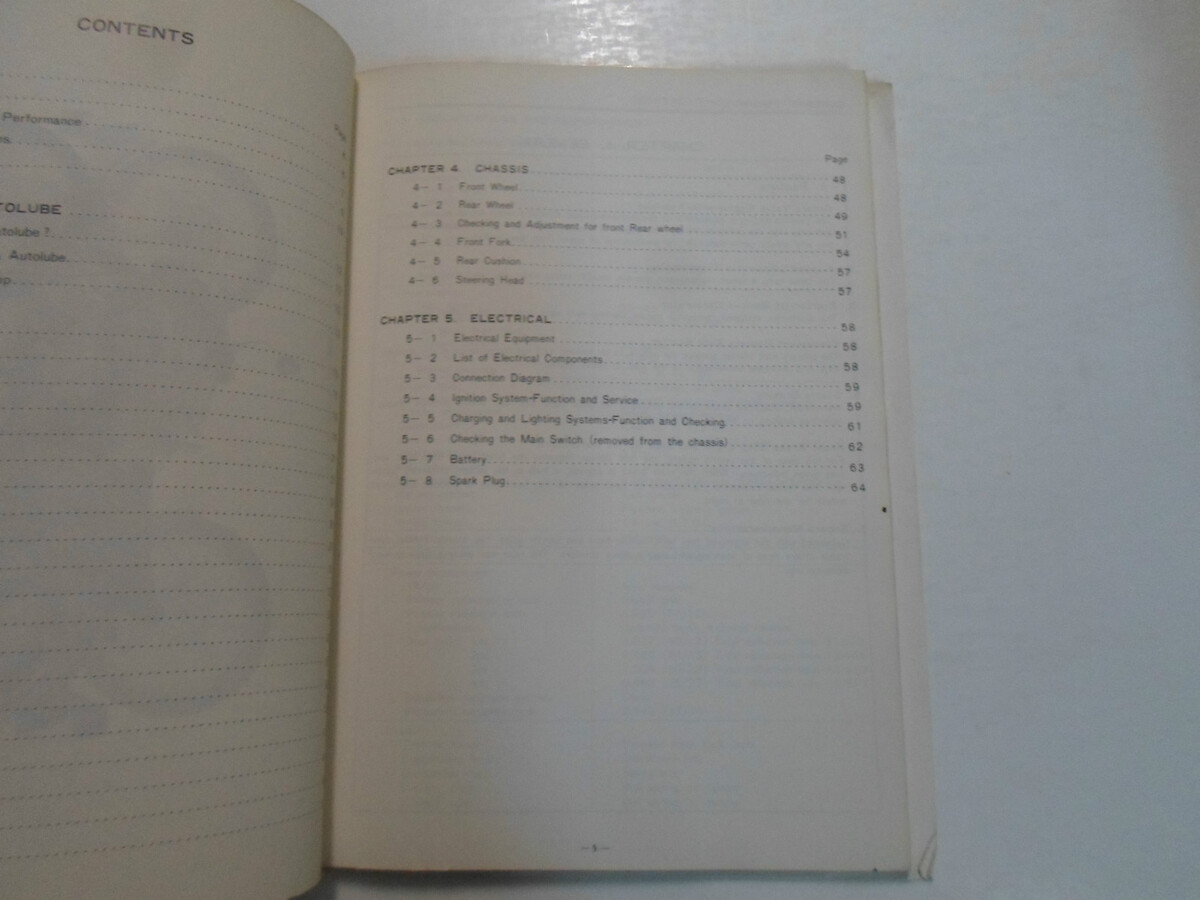 CONTENTS
Page
Performance
TOLUBE
tolube ?
Autolube
Page
CHAPTER 4. CHASSIS 48
4— 1 Front Wheel 48
4— 2 Rear Wheel 49
4— 3 Checking and Adjustment for front Rear wheel 51
4— 4 Front Fork 54
4— 5 Rear Cushion 57
4— 6 Steering Head 57
CHAPTER 5. ELECTRICAL 58
5— 1 Electrical Equipment 58
5— 2 List of Electrical Components 58
5— 3 Connection Diagram 59
5— 4 Ignition System-Function and Service 59
5— 5 Charging and Lighting Systems-Function and Checking 61
5— 6 Checking the Main Switch (removed from the chassis) 62
5— 7 Battery 63
5— 8 Spark Plug 64